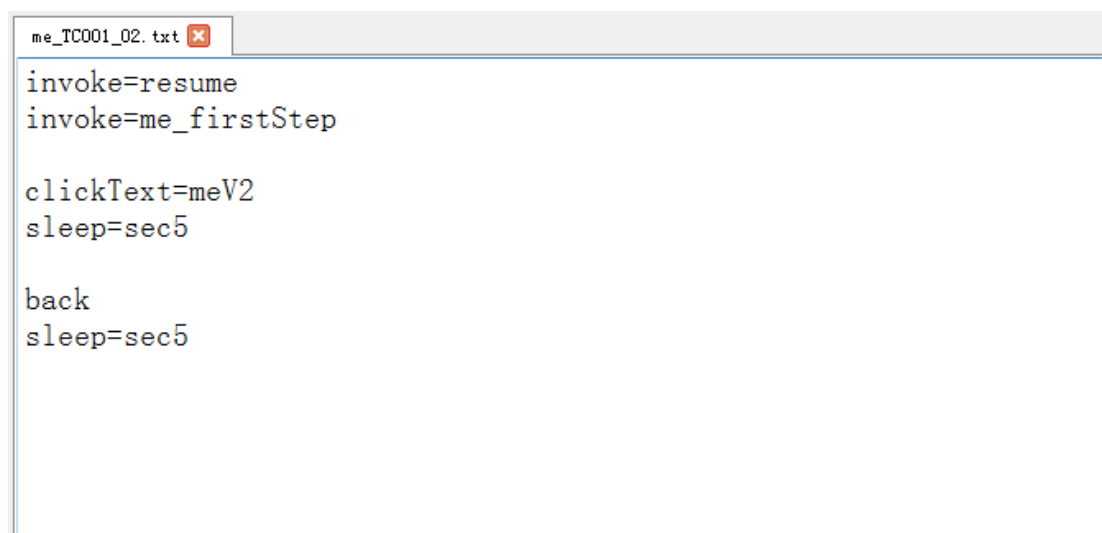 me_TC001_02.txt
invoke=resume
invoke=me_firstStep
clickText=meV2
sleep=sec5
back
sleep=sec5